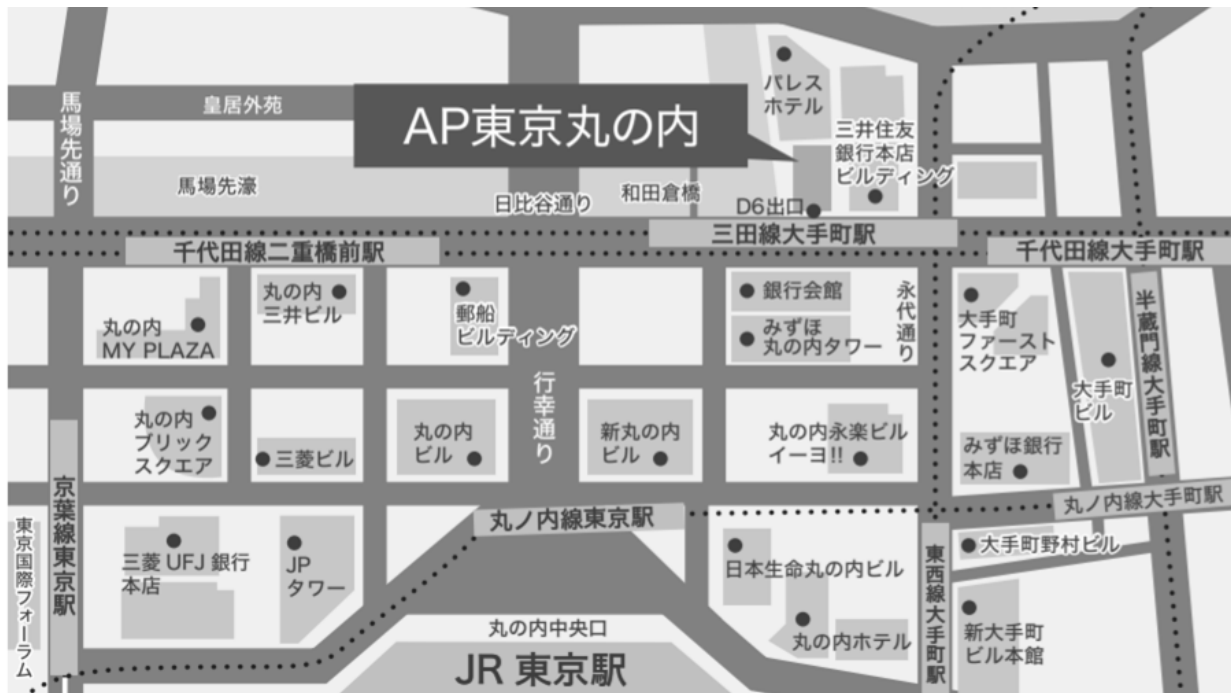 馬場先通り
皇居外苑
AP東京丸の内
パレス
ホテル
三井住友
銀行本店
ビルディング
馬場先濠
日比谷通り
和田倉橋
D6出口
千代田線二重橋前駅
三田線大手町駅
千代田線大手町駅
丸の内
MY PLAZA
丸の内
三井ビル
郵船
ビルディング
銀行会館
みずほ
丸の内タワー
永代通り
大手町
ファースト
スクエア
大手町
ビル
半蔵門線大手町駅
行幸通り
丸の内
ブリック
スクエア
三菱ビル
丸の内
ビル
新丸の内
ビル
丸の内永楽ビル
イーヨ!!
みずほ銀行
本店
京葉線東京駅
東京国際フォーラム
丸ノ内線東京駅
丸ノ内線大手町駅
三菱 UFJ 銀行
本店
JP
タワー
日本生命丸の内ビル
丸の内ホテル
東西線大手町駅
大手町野村ビル
新大手町
ビル本館
丸の内中央口
JR 東京駅